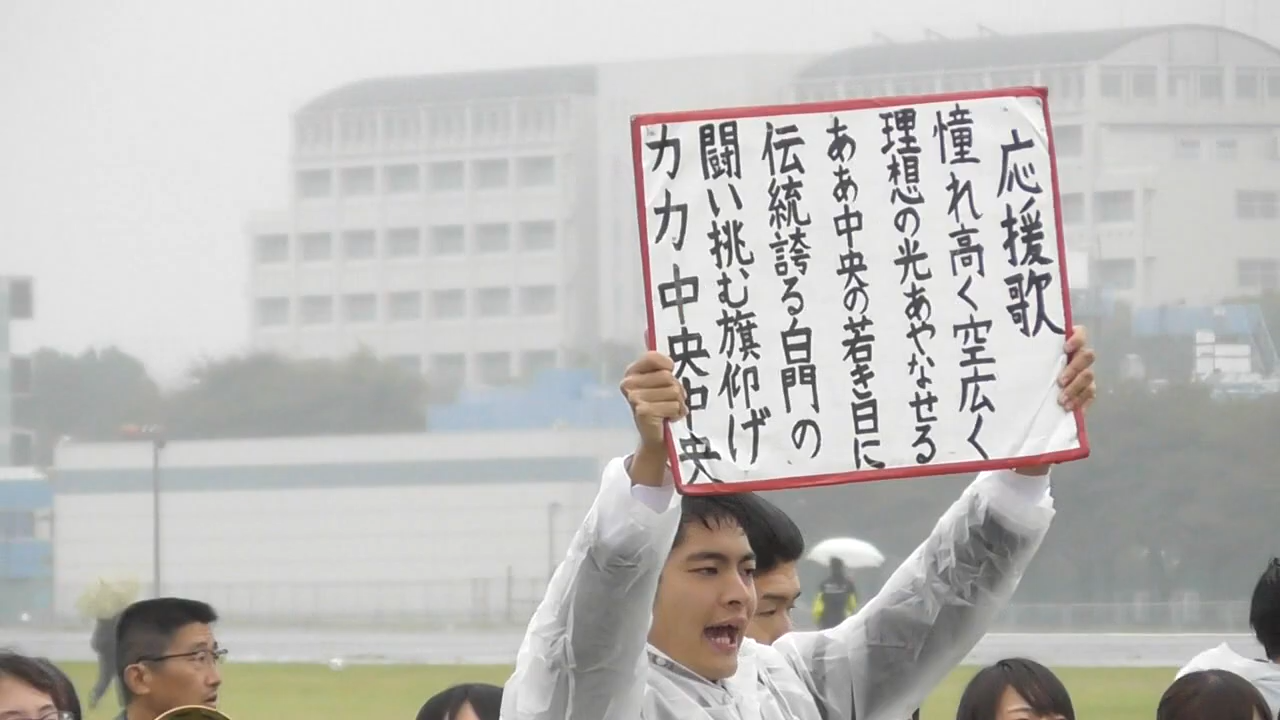 応援歌
憧れ高く空広く
理想の光あやなせる
ああ中央の若き日に
伝統誇る白門の
闘い挑む旗仰げ
力力中央中央